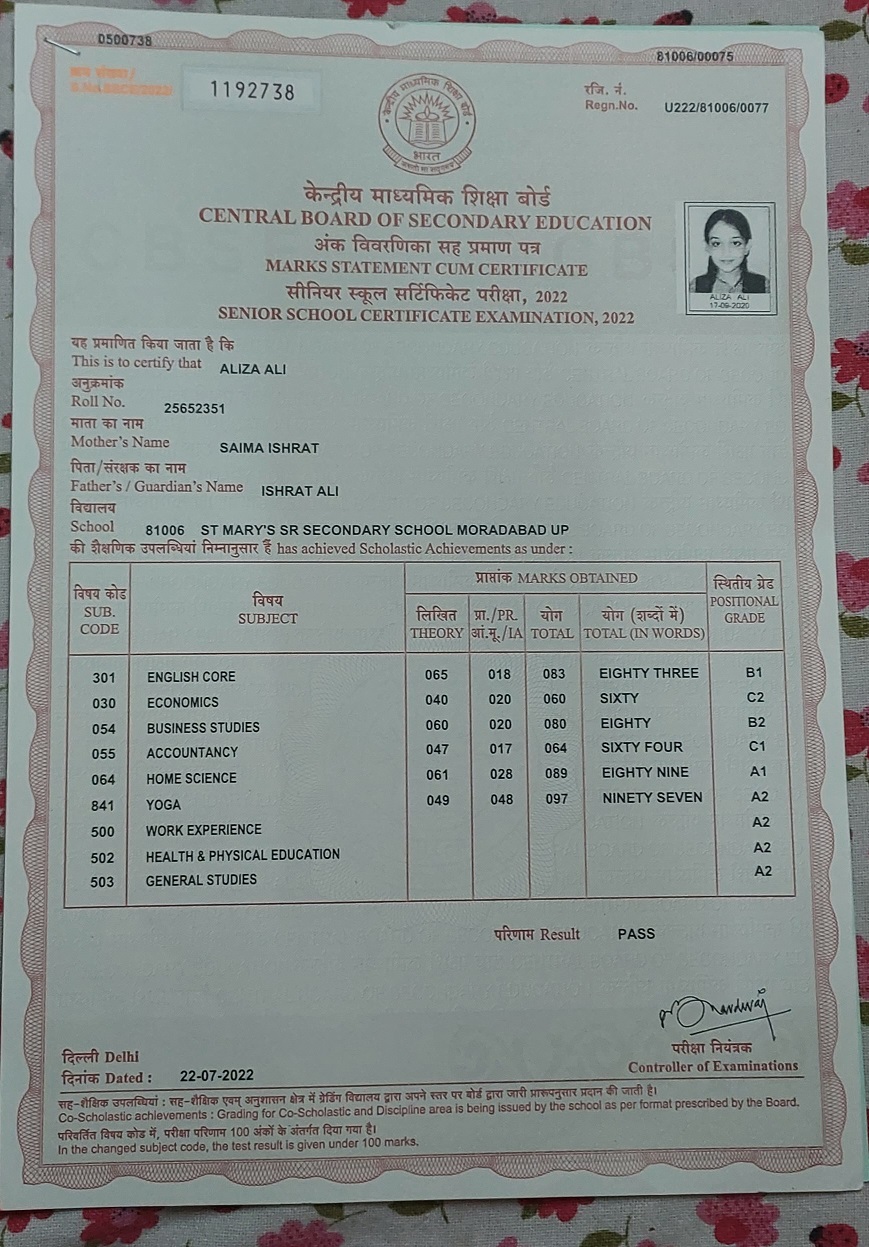 0500738
81006/00075
क्रम संख्या/
S.No.SSCE/2022/
1192738
रजि. नं.
Regn.No. U222/81006/0077
केन्द्रीय माध्यमिक शिक्षा बोर्ड
भारत
केन्द्रीय माध्यमिक शिक्षा बोर्ड
CENTRAL BOARD OF SECONDARY EDUCATION
अंक विवरणिका सह प्रमाण पत्र
MARKS STATEMENT CUM CERTIFICATE
सीनियर स्कूल सर्टिफिकेट परीक्षा, 2022
SENIOR SCHOOL CERTIFICATE EXAMINATION, 2022
ALIZA ALI
17-09-2020
यह प्रमाणित किया जाता है कि
This is to certify that ALIZA ALI
अनुक्रमांक
Roll No. 25652351
माता का नाम
Mother's Name SAIMA ISHRAT
पिता/संरक्षक का नाम
Father's / Guardian's Name ISHRAT ALI
विद्यालय
School 81006 ST MARY'S SR SECONDARY SCHOOL MORADABAD UP
की शैक्षणिक उपलब्धियां निम्नानुसार हैं has achieved Scholastic Achievements as under :
विषय कोड
SUB.
CODE
विषय
SUBJECT
प्राप्तांक MARKS OBTAINED
लिखित
THEORY
प्रा./PR.
आं.मू./IA
योग
TOTAL
योग (शब्दों में)
TOTAL (IN WORDS)
स्थितीय ग्रेड
POSITIONAL
GRADE
301 ENGLISH CORE 065 018 083 EIGHTY THREE B1
030 ECONOMICS 040 020 060 SIXTY C2
054 BUSINESS STUDIES 060 020 080 EIGHTY B2
055 ACCOUNTANCY 047 017 064 SIXTY FOUR C1
064 HOME SCIENCE 061 028 089 EIGHTY NINE A1
841 YOGA 049 048 097 NINETY SEVEN A2
500 WORK EXPERIENCE A2
502 HEALTH & PHYSICAL EDUCATION A2
503 GENERAL STUDIES A2
परिणाम Result PASS
दिल्ली Delhi
दिनांक Dated : 22-07-2022
परीक्षा नियंत्रक
Controller of Examinations
सह-शैक्षिक उपलब्धियां : सह-शैक्षिक एवम् अनुशासन क्षेत्र में ग्रेडिंग विद्यालय द्वारा अपने स्तर पर बोर्ड द्वारा जारी प्रारूपनुसार प्रदान की जाती है।
Co-Scholastic achievements : Grading for Co-Scholastic and Discipline area is being issued by the school as per format prescribed by the Board.
परिवर्तित विषय कोड में, परीक्षा परिणाम 100 अंकों के अंतर्गत दिया गया है।
In the changed subject code, the test result is given under 100 marks.